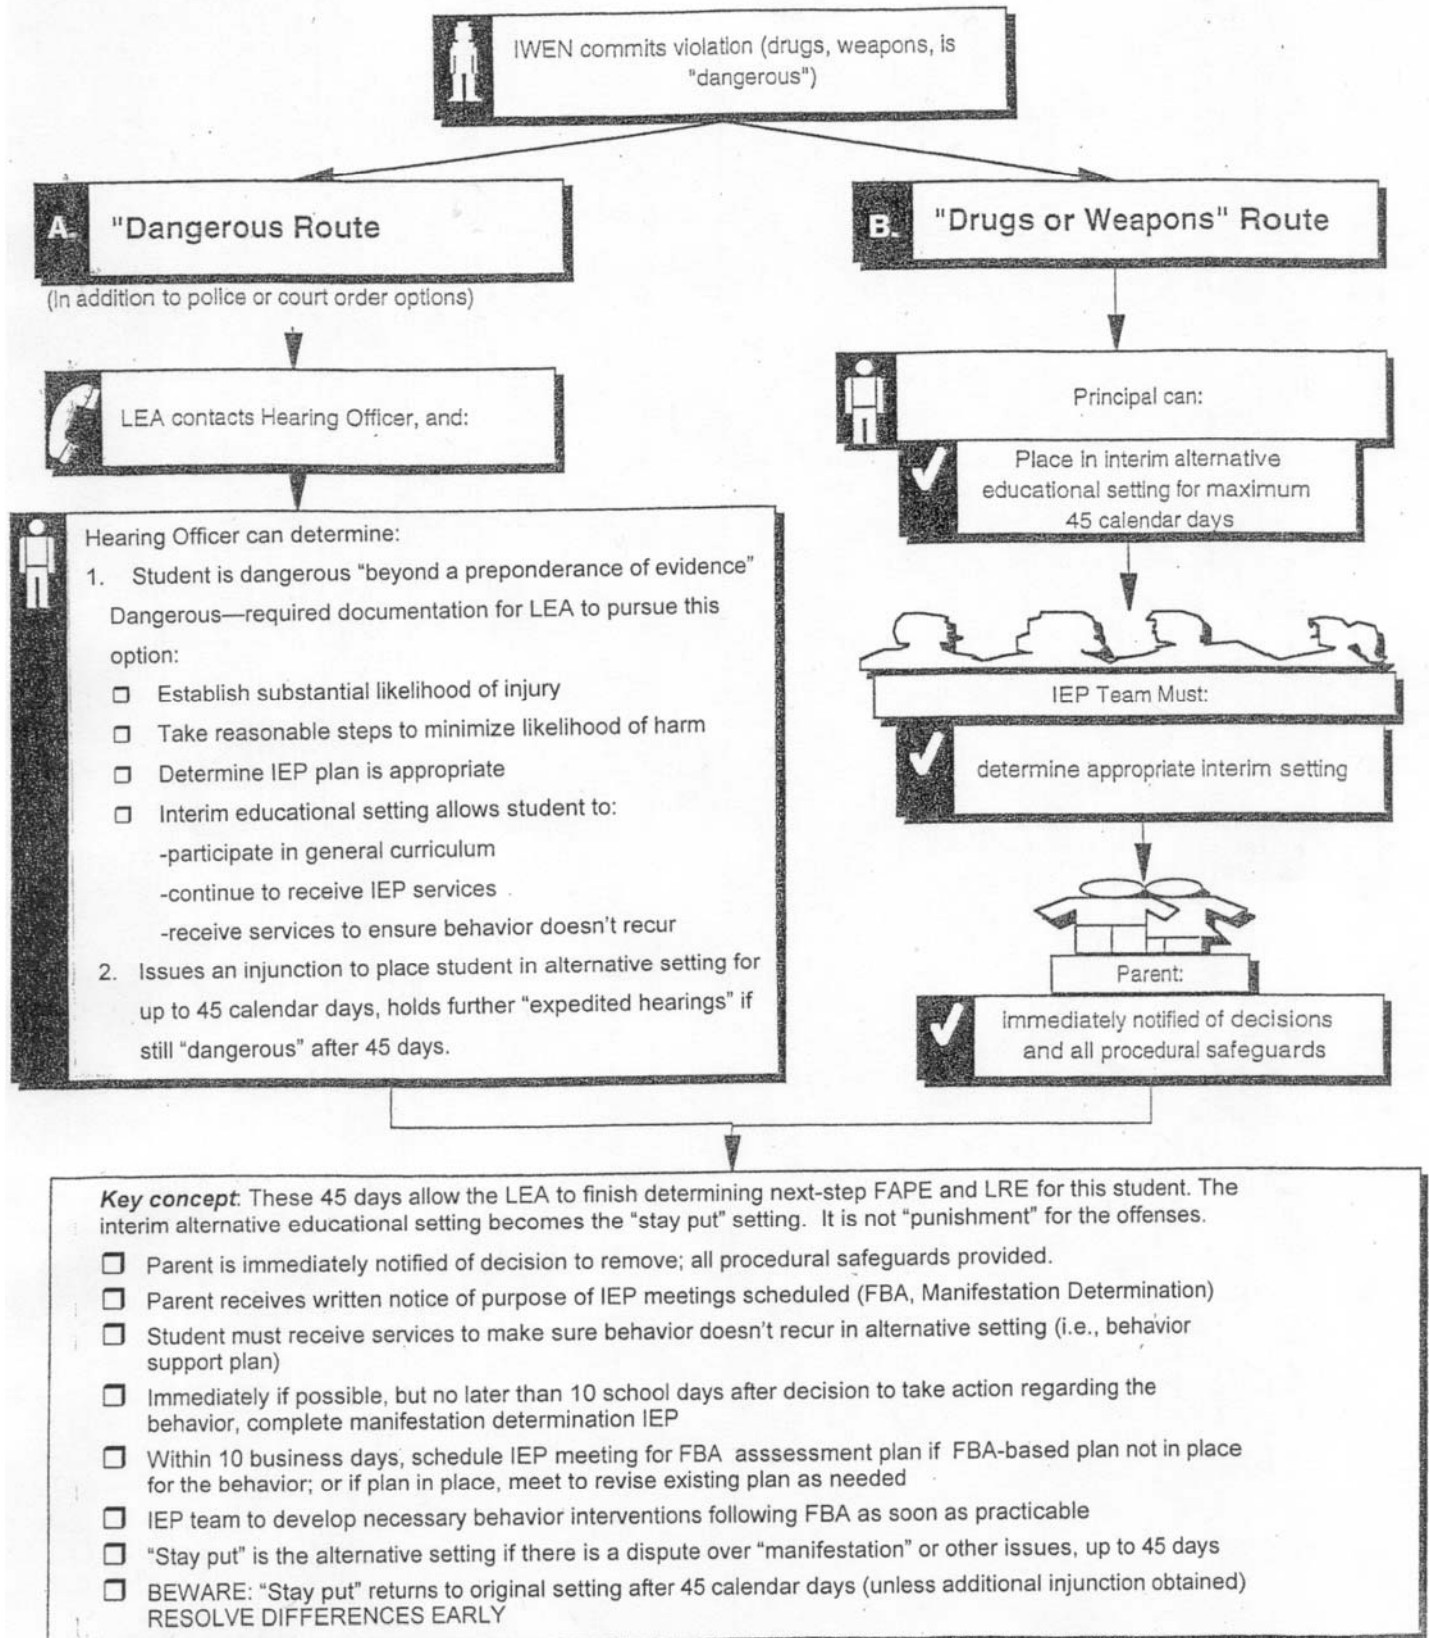 IWEN commits violation (drugs, weapons, is
"dangerous")
A. "Dangerous Route
(In addition to police or court order options)
LEA contacts Hearing Officer, and:
Hearing Officer can determine:
1. Student is dangerous “beyond a preponderance of evidence”
Dangerous—required documentation for LEA to pursue this
option:
Establish substantial likelihood of injury
Take reasonable steps to minimize likelihood of harm
Determine IEP plan is appropriate
Interim educational setting allows student to:
-participate in general curriculum
-continue to receive IEP services
-receive services to ensure behavior doesn’t recur
2. Issues an injunction to place student in alternative setting for
up to 45 calendar days, holds further “expedited hearings” if
still “dangerous” after 45 days.
B. "Drugs or Weapons" Route
Principal can:
Place in interim alternative
educational setting for maximum
45 calendar days
IEP Team Must:
determine appropriate interim setting
Parent:
immediately notified of decisions
and all procedural safeguards
Key concept: These 45 days allow the LEA to finish determining next-step FAPE and LRE for this student. The
interim alternative educational setting becomes the “stay put” setting. It is not “punishment” for the offenses.
Parent is immediately notified of decision to remove; all procedural safeguards provided.
Parent receives written notice of purpose of IEP meetings scheduled (FBA, Manifestation Determination)
Student must receive services to make sure behavior doesn’t recur in alternative setting (i.e., behavior
support plan)
Immediately if possible, but no later than 10 school days after decision to take action regarding the
behavior, complete manifestation determination IEP
Within 10 business days, schedule IEP meeting for FBA asssessment plan if FBA-based plan not in place
for the behavior; or if plan in place, meet to revise existing plan as needed
IEP team to develop necessary behavior interventions following FBA as soon as practicable
“Stay put” is the alternative setting if there is a dispute over “manifestation” or other issues, up to 45 days
BEWARE: “Stay put” returns to original setting after 45 calendar days (unless additional injunction obtained)
RESOLVE DIFFERENCES EARLY